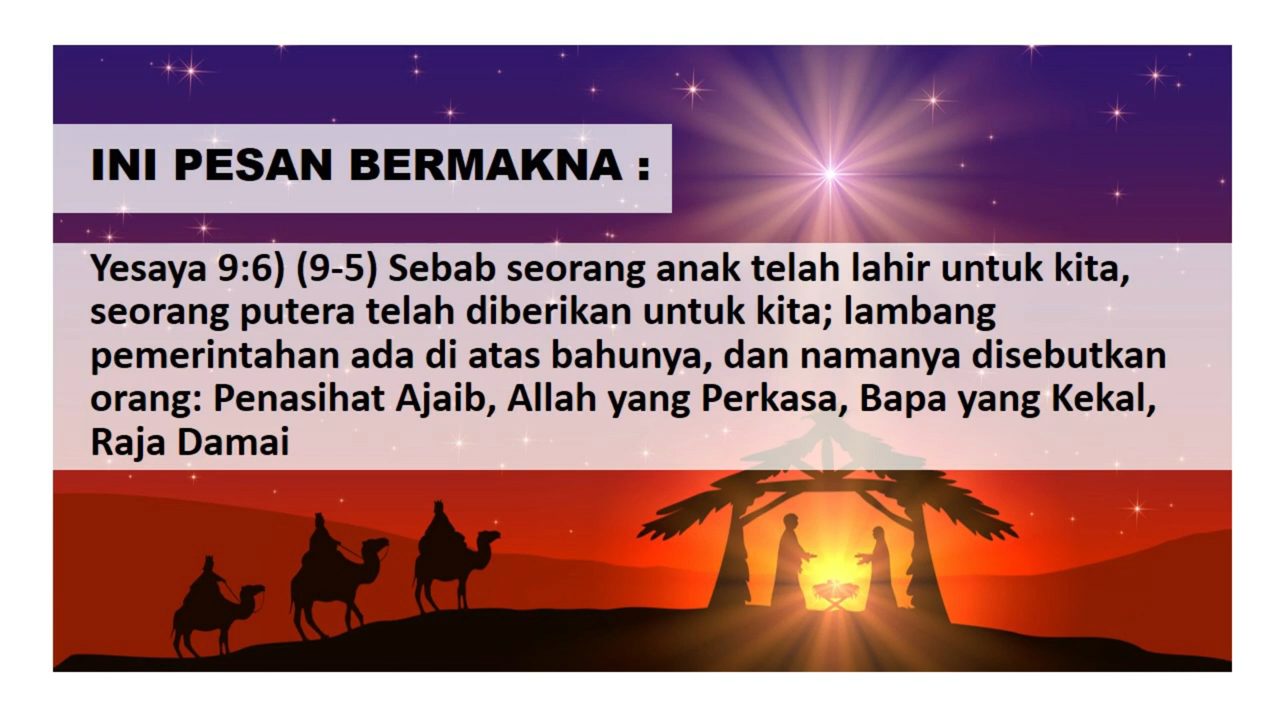 INI PESAN BERMAKNA :
Yesaya 9:6) (9-5) Sebab seorang anak telah lahir untuk kita,
seorang putera telah diberikan untuk kita; lambang
pemerintahan ada di atas bahunya, dan namanya disebutkan
orang: Penasihat Ajaib, Allah yang Perkasa, Bapa yang Kekal,
Raja Damai